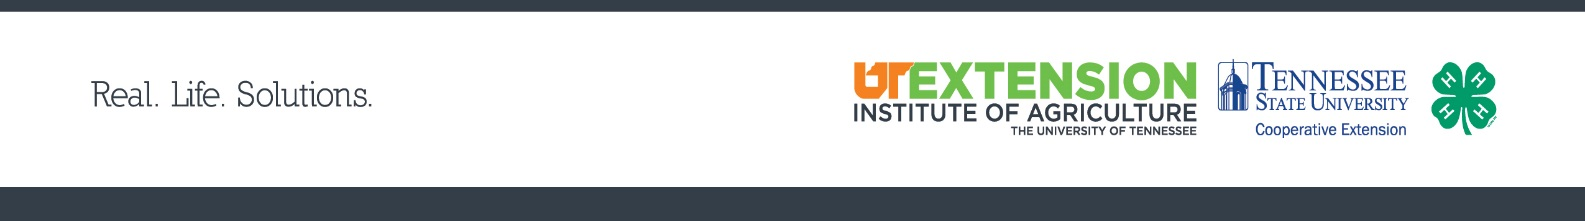 Real. Life. Solutions.
UTEXTENSION
INSTITUTE OF AGRICULTURE
THE UNIVERSITY OF TENNESSEE
TENNESSEE
STATE UNIVERSITY
Cooperative Extension
H H
H H